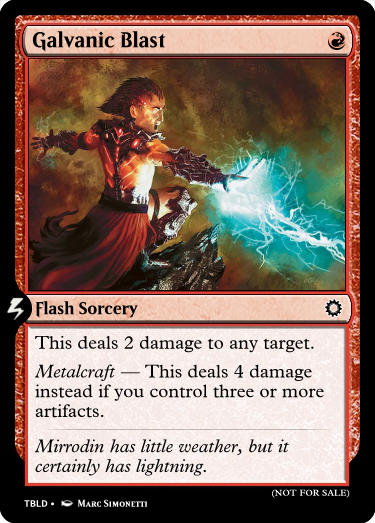 Galvanic Blast
Flash Sorcery
This deals 2 damage to any target.
Metalcraft — This deals 4 damage
instead if you control three or more
artifacts.
Mirrodin has little weather, but it
certainly has lightning.
(NOT FOR SALE)
TBLD • Marc Simonetti